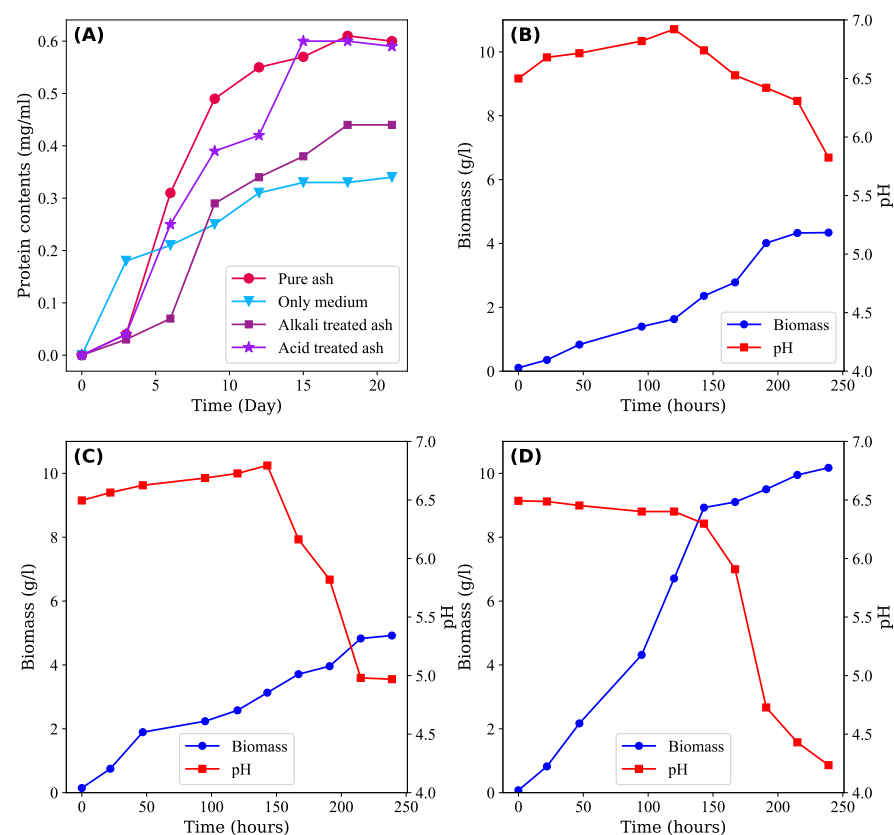 (A)
0.6
0.5
0.4
0.3
0.2
0.1
0.0
Protein contents (mg/ml)
Pure ash
Only medium
Alkali treated ash
Acid treated ash
0 5 10 15 20
Time (Day)
(B)
10
8
6
4
2
0
Biomass (g/l)
7.0
6.5
6.0
5.5
5.0
4.5
4.0
pH
Biomass
pH
0 50 100 150 200 250
Time (hours)
(C)
10
8
6
4
2
0
Biomass (g/l)
7.0
6.5
6.0
5.5
5.0
4.5
4.0
pH
Biomass
pH
0 50 100 150 200 250
Time (hours)
(D)
10
8
6
4
2
0
Biomass (g/l)
7.0
6.5
6.0
5.5
5.0
4.5
4.0
pH
Biomass
pH
0 50 100 150 200 250
Time (hours)